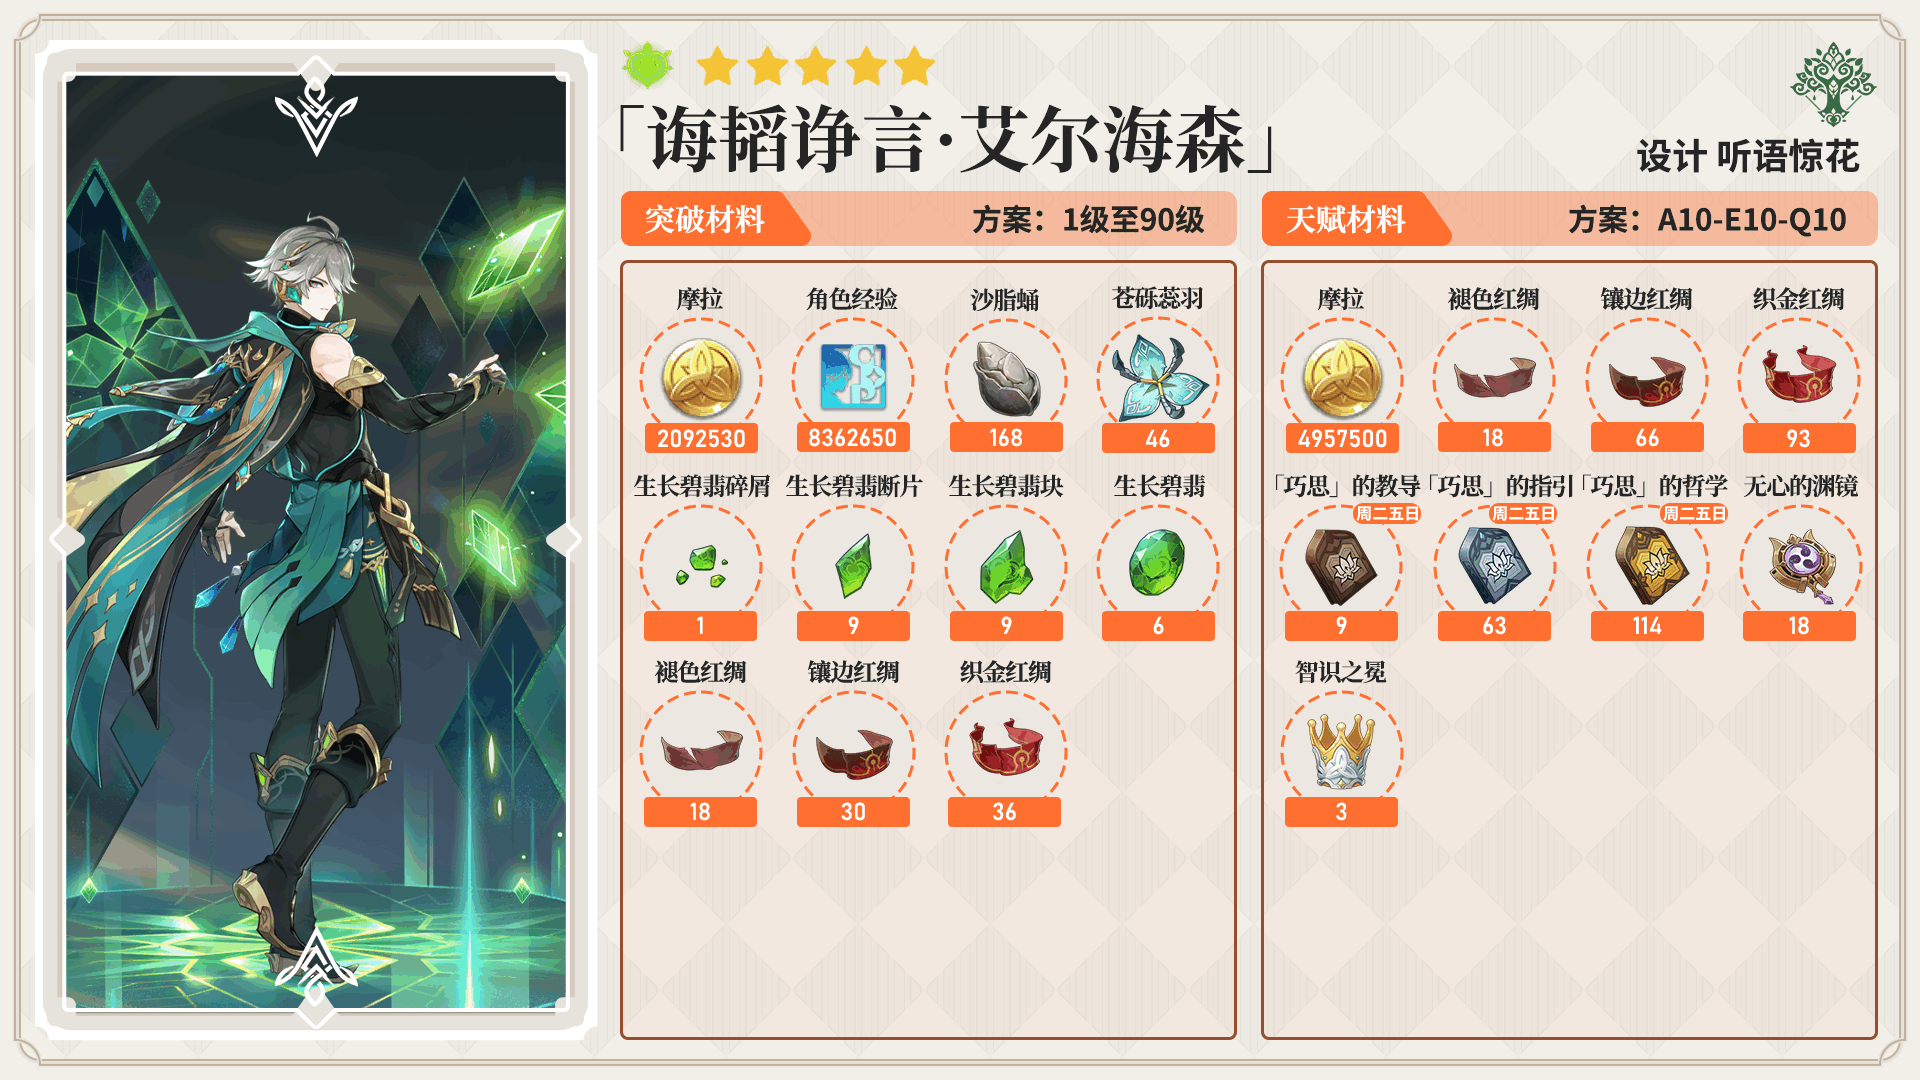 「诲韬诤言·艾尔海森」
设计 听语惊花
突破材料 方案：1级至90级
摩拉 角色经验 沙脂蛹 苍砾蕊羽
2092530 8362650 168 46
生长碧翡碎屑 生长碧翡断片 生长碧翡块 生长碧翡
1 9 9 6
褪色红绸 镶边红绸 织金红绸
18 30 36
天赋材料 方案：A10-E10-Q10
摩拉 褪色红绸 镶边红绸 织金红绸
4957500 18 66 93
「巧思」的教导 「巧思」的指引 「巧思」的哲学 无心的渊镜
周二五日 周二五日 周二五日
9 63 114 18
智识之冕
3